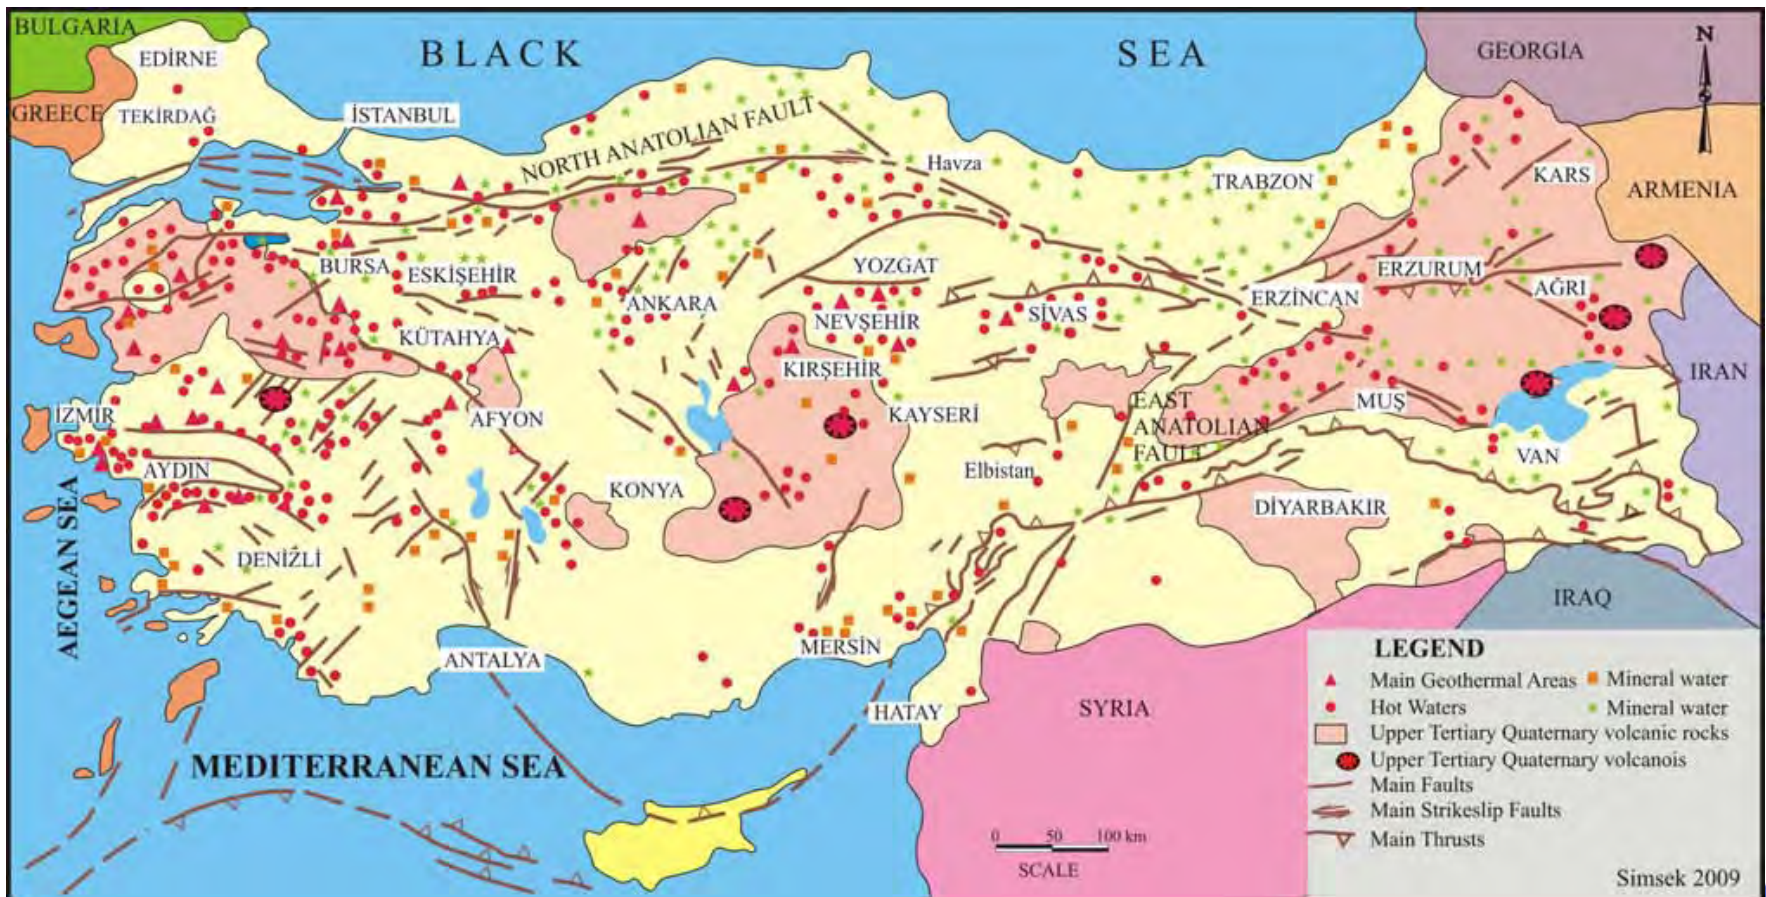 BULGARIA
EDİRNE
BLACK SEA
GEORGIA
N
GREECE
TEKİRDAĞ
İSTANBUL
NORTH ANATOLIAN FAULT
Havza
TRABZON
KARS
ARMENIA
BURSA
ESKİŞEHİR
ANKARA
YOZGAT
ERZURUM
AĞRI
ERZİNCAN
SİVAS
NEVŞEHİR
KÜTAHYA
KIRŞEHİR
IRAN
İZMİR
AFYON
KAYSERİ
EAST
ANATOLIAN
FAULT
MUŞ
VAN
AYDIN
KONYA
Elbistan
DİYARBAKIR
AEGEAN SEA
DENİZLİ
IRAQ
ANTALYA
MERSİN
HATAY
SYRIA
MEDITERRANEAN SEA
LEGEND
Main Geothermal Areas
Mineral water
Hot Waters
Mineral water
Upper Tertiary Quaternary volcanic rocks
Upper Tertiary Quaternary volcanois
Main Faults
Main Strikeslip Faults
Main Thrusts
0 50 100 km
SCALE
Simsek 2009